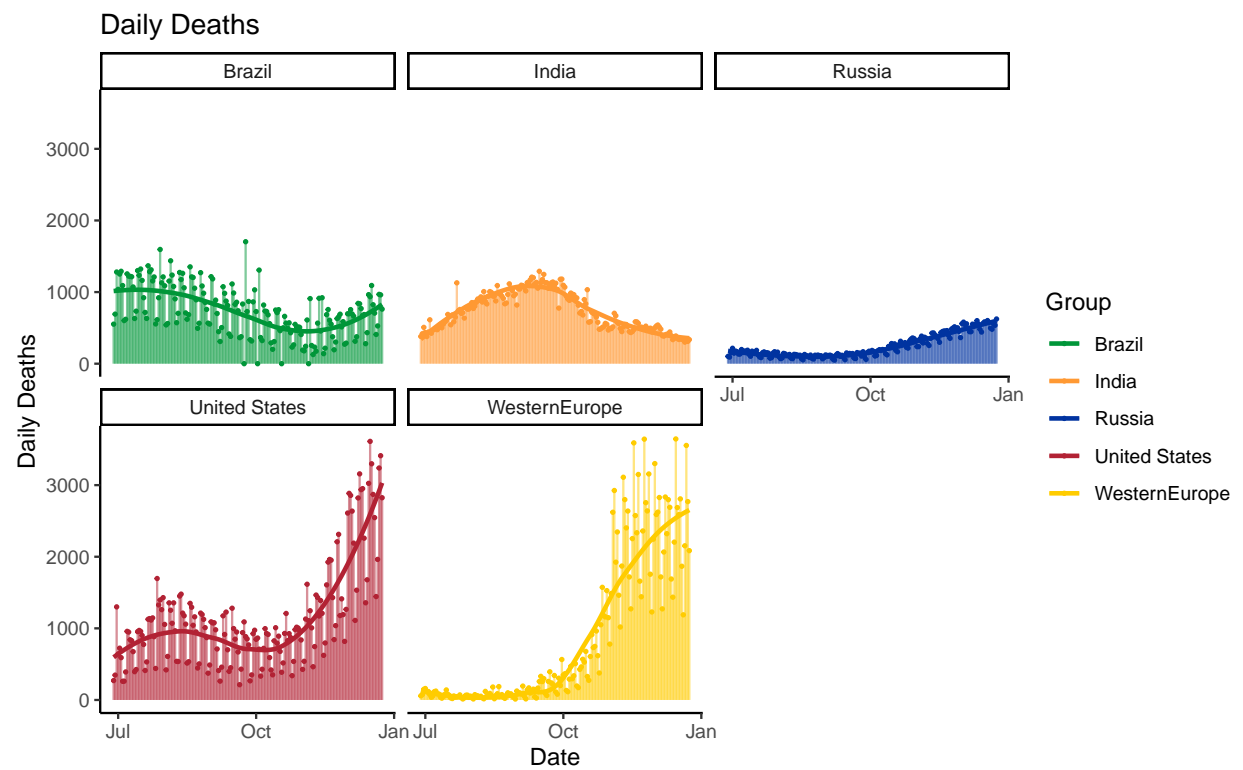 Daily Deaths
Brazil
India
Russia
3000
2000
1000
0
Jul
Oct
Jan
United States
WesternEurope
3000
2000
1000
0
Jul
Oct
Jan
Jul
Oct
Jan
Date
Daily Deaths
Group
Brazil
India
Russia
United States
WesternEurope